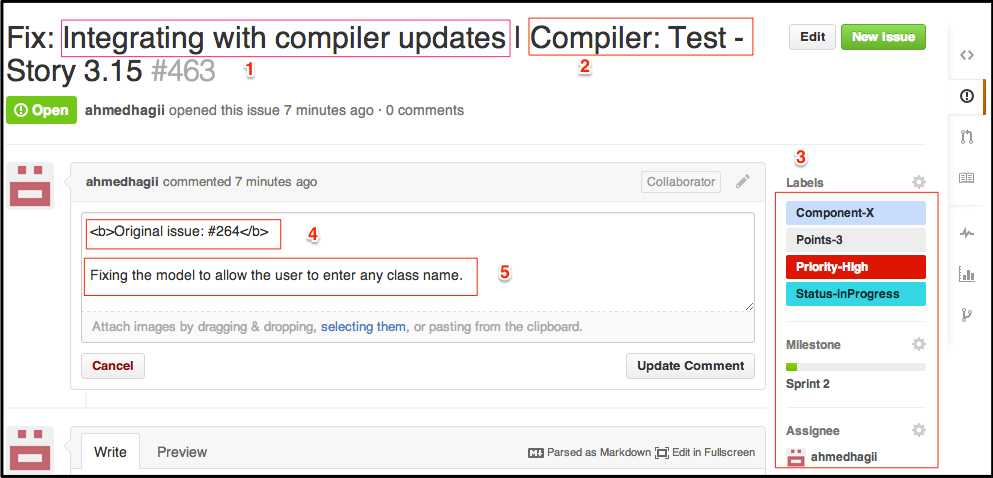 Fix: Integrating with compiler updates | Compiler: Test -
Story 3.15 #463
1
2
Edit
New Issue
Open
ahmedhagii opened this issue 7 minutes ago · 0 comments
ahmedhagii commented 7 minutes ago
Collaborator
<b>Original issue: #264</b>
4
Fixing the model to allow the user to enter any class name.
5
Attach images by dragging & dropping, selecting them, or pasting from the clipboard.
Cancel
Update Comment
Write
Preview
Parsed as Markdown
Edit in Fullscreen
3
Labels
Component-X
Points-3
Priority-High
Status-inProgress
Milestone
Sprint 2
Assignee
ahmedhagii